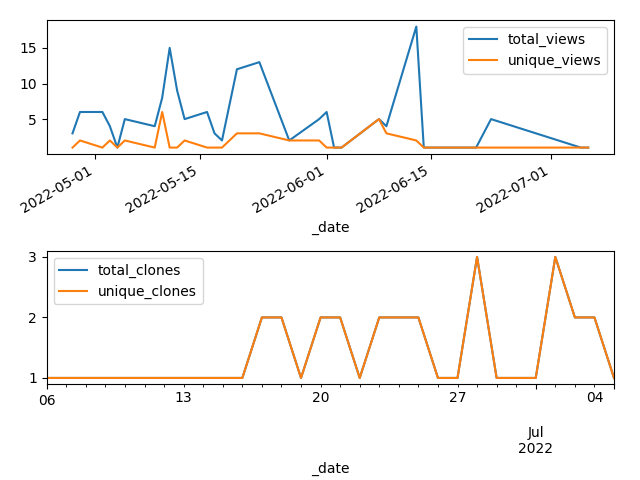 15
10
5
total_views
unique_views
2022-05-01
2022-05-15
2022-06-01
2022-06-15
2022-07-01
_date
3
2
1
total_clones
unique_clones
06
13
20
27
04
Jul
2022
_date